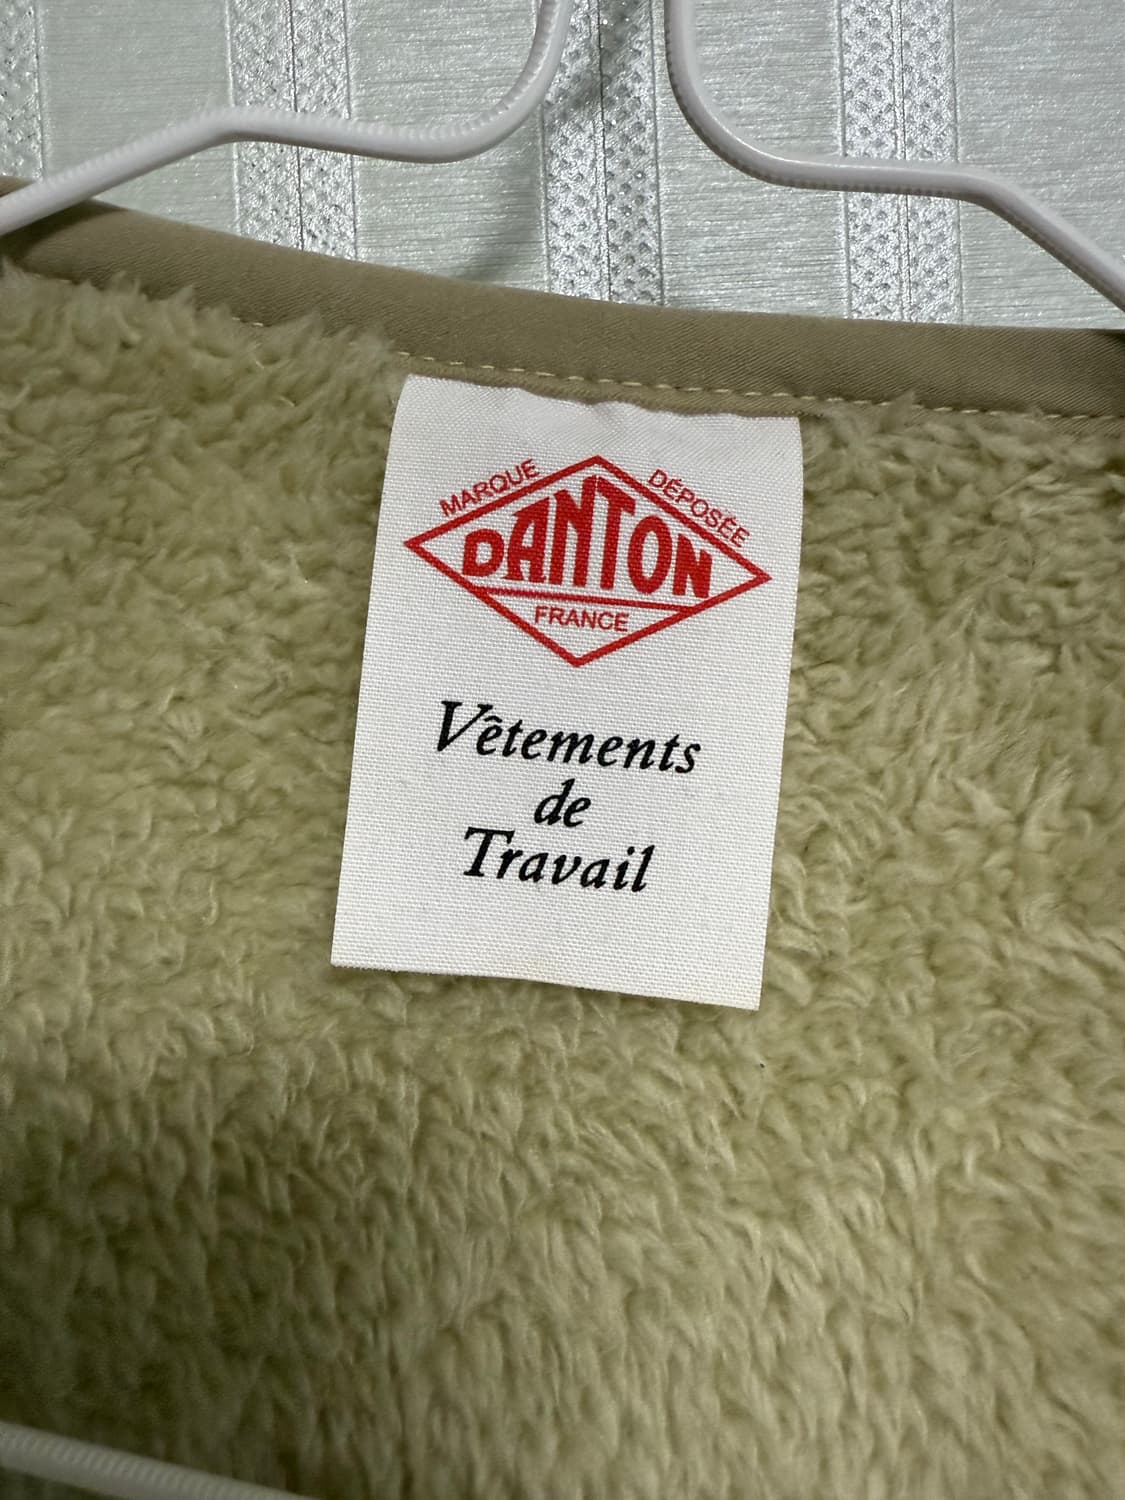 MARQUE DÉPOSÉE
DANTON
FRANCE
Vêtements
de
Travail